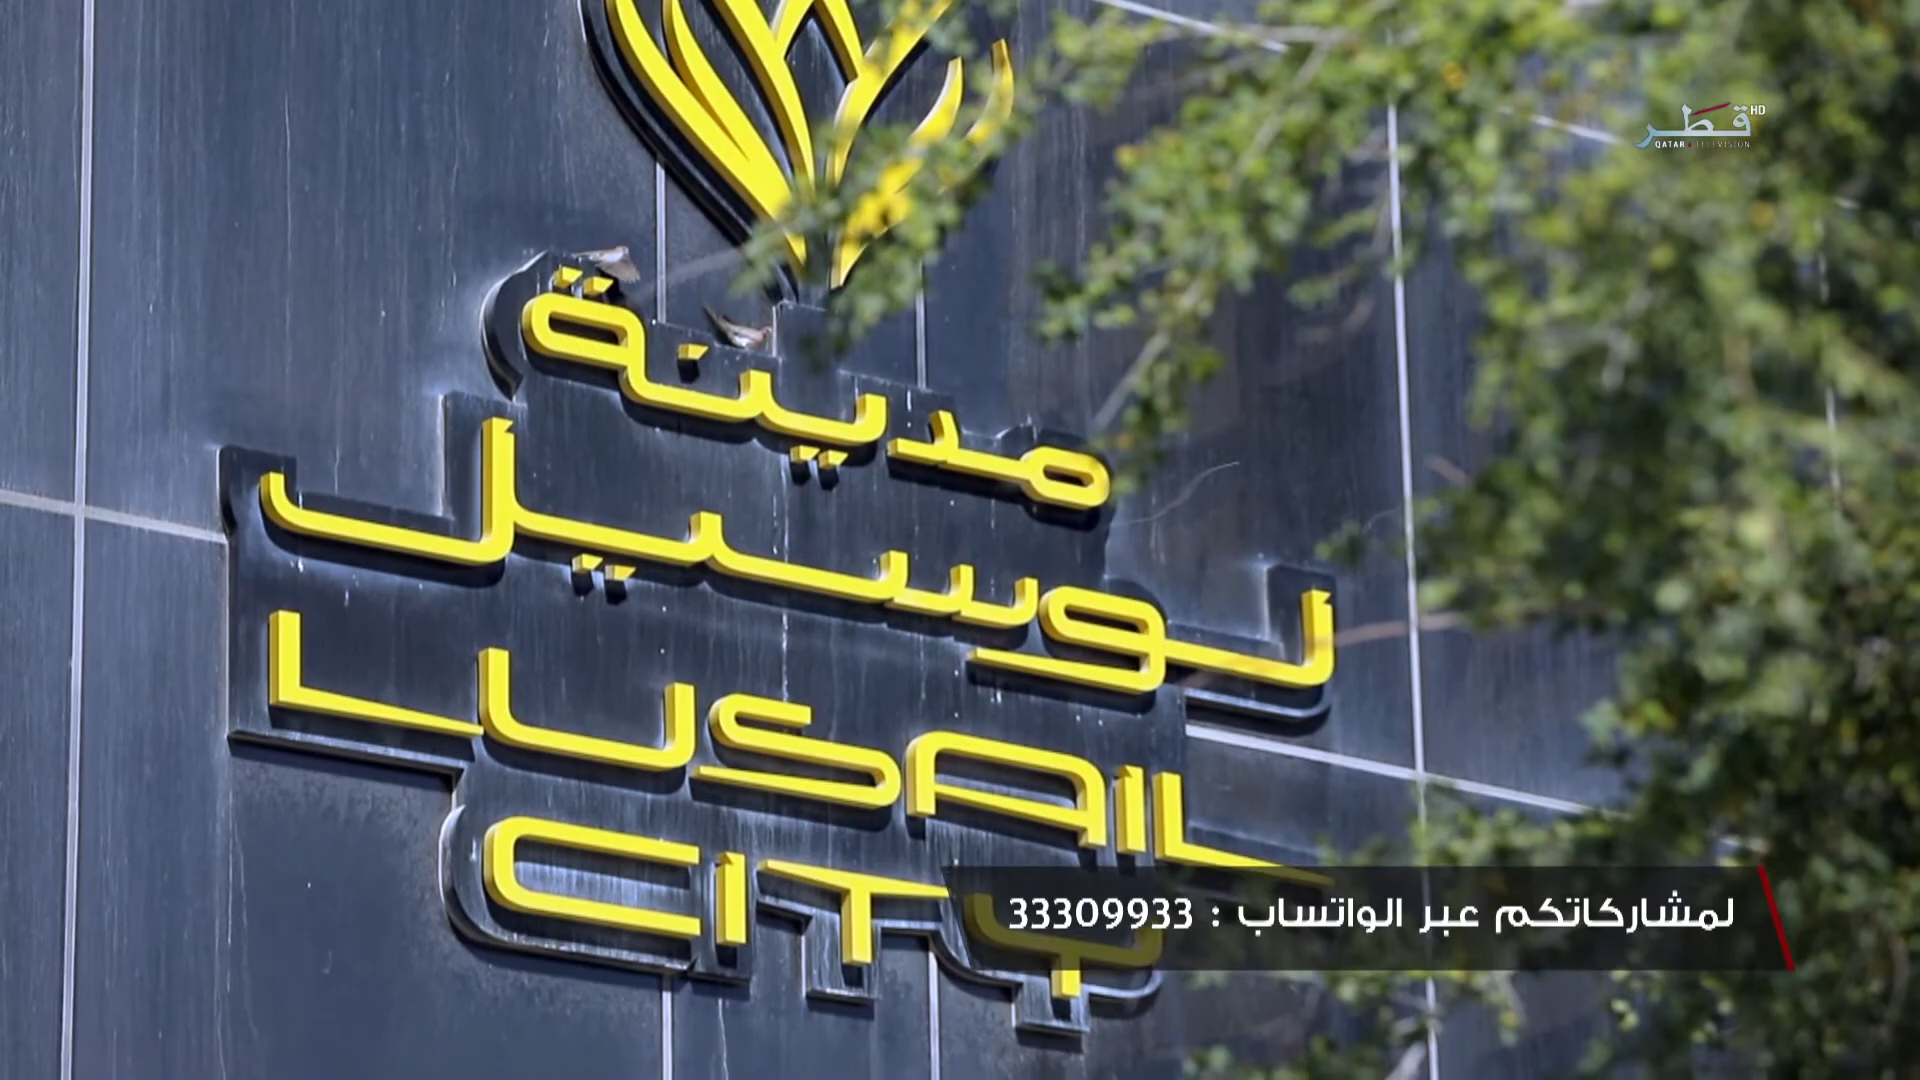 قطر HD
QATAR TELEVISION
مدينة
لوسيل
LUSAIL
CITY
لمشاركاتكم عبر الواتساب : 33309933